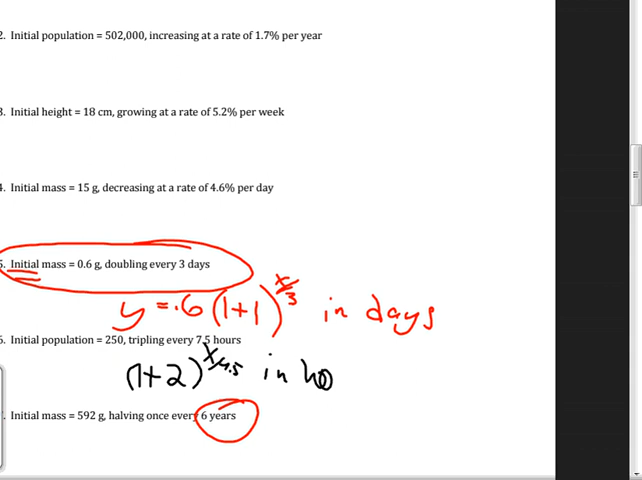 2. Initial population = 502,000, increasing at a rate of 1.7% per year
3. Initial height = 18 cm, growing at a rate of 5.2% per week
4. Initial mass = 15 g, decreasing at a rate of 4.6% per day
5. Initial mass = 0.6 g, doubling every 3 days
y = .6 (1+1)^x/3 in days
6. Initial population = 250, tripling every 7.5 hours
(1+2)^x/7.5 in ho
. Initial mass = 592 g, halving once every 6 years